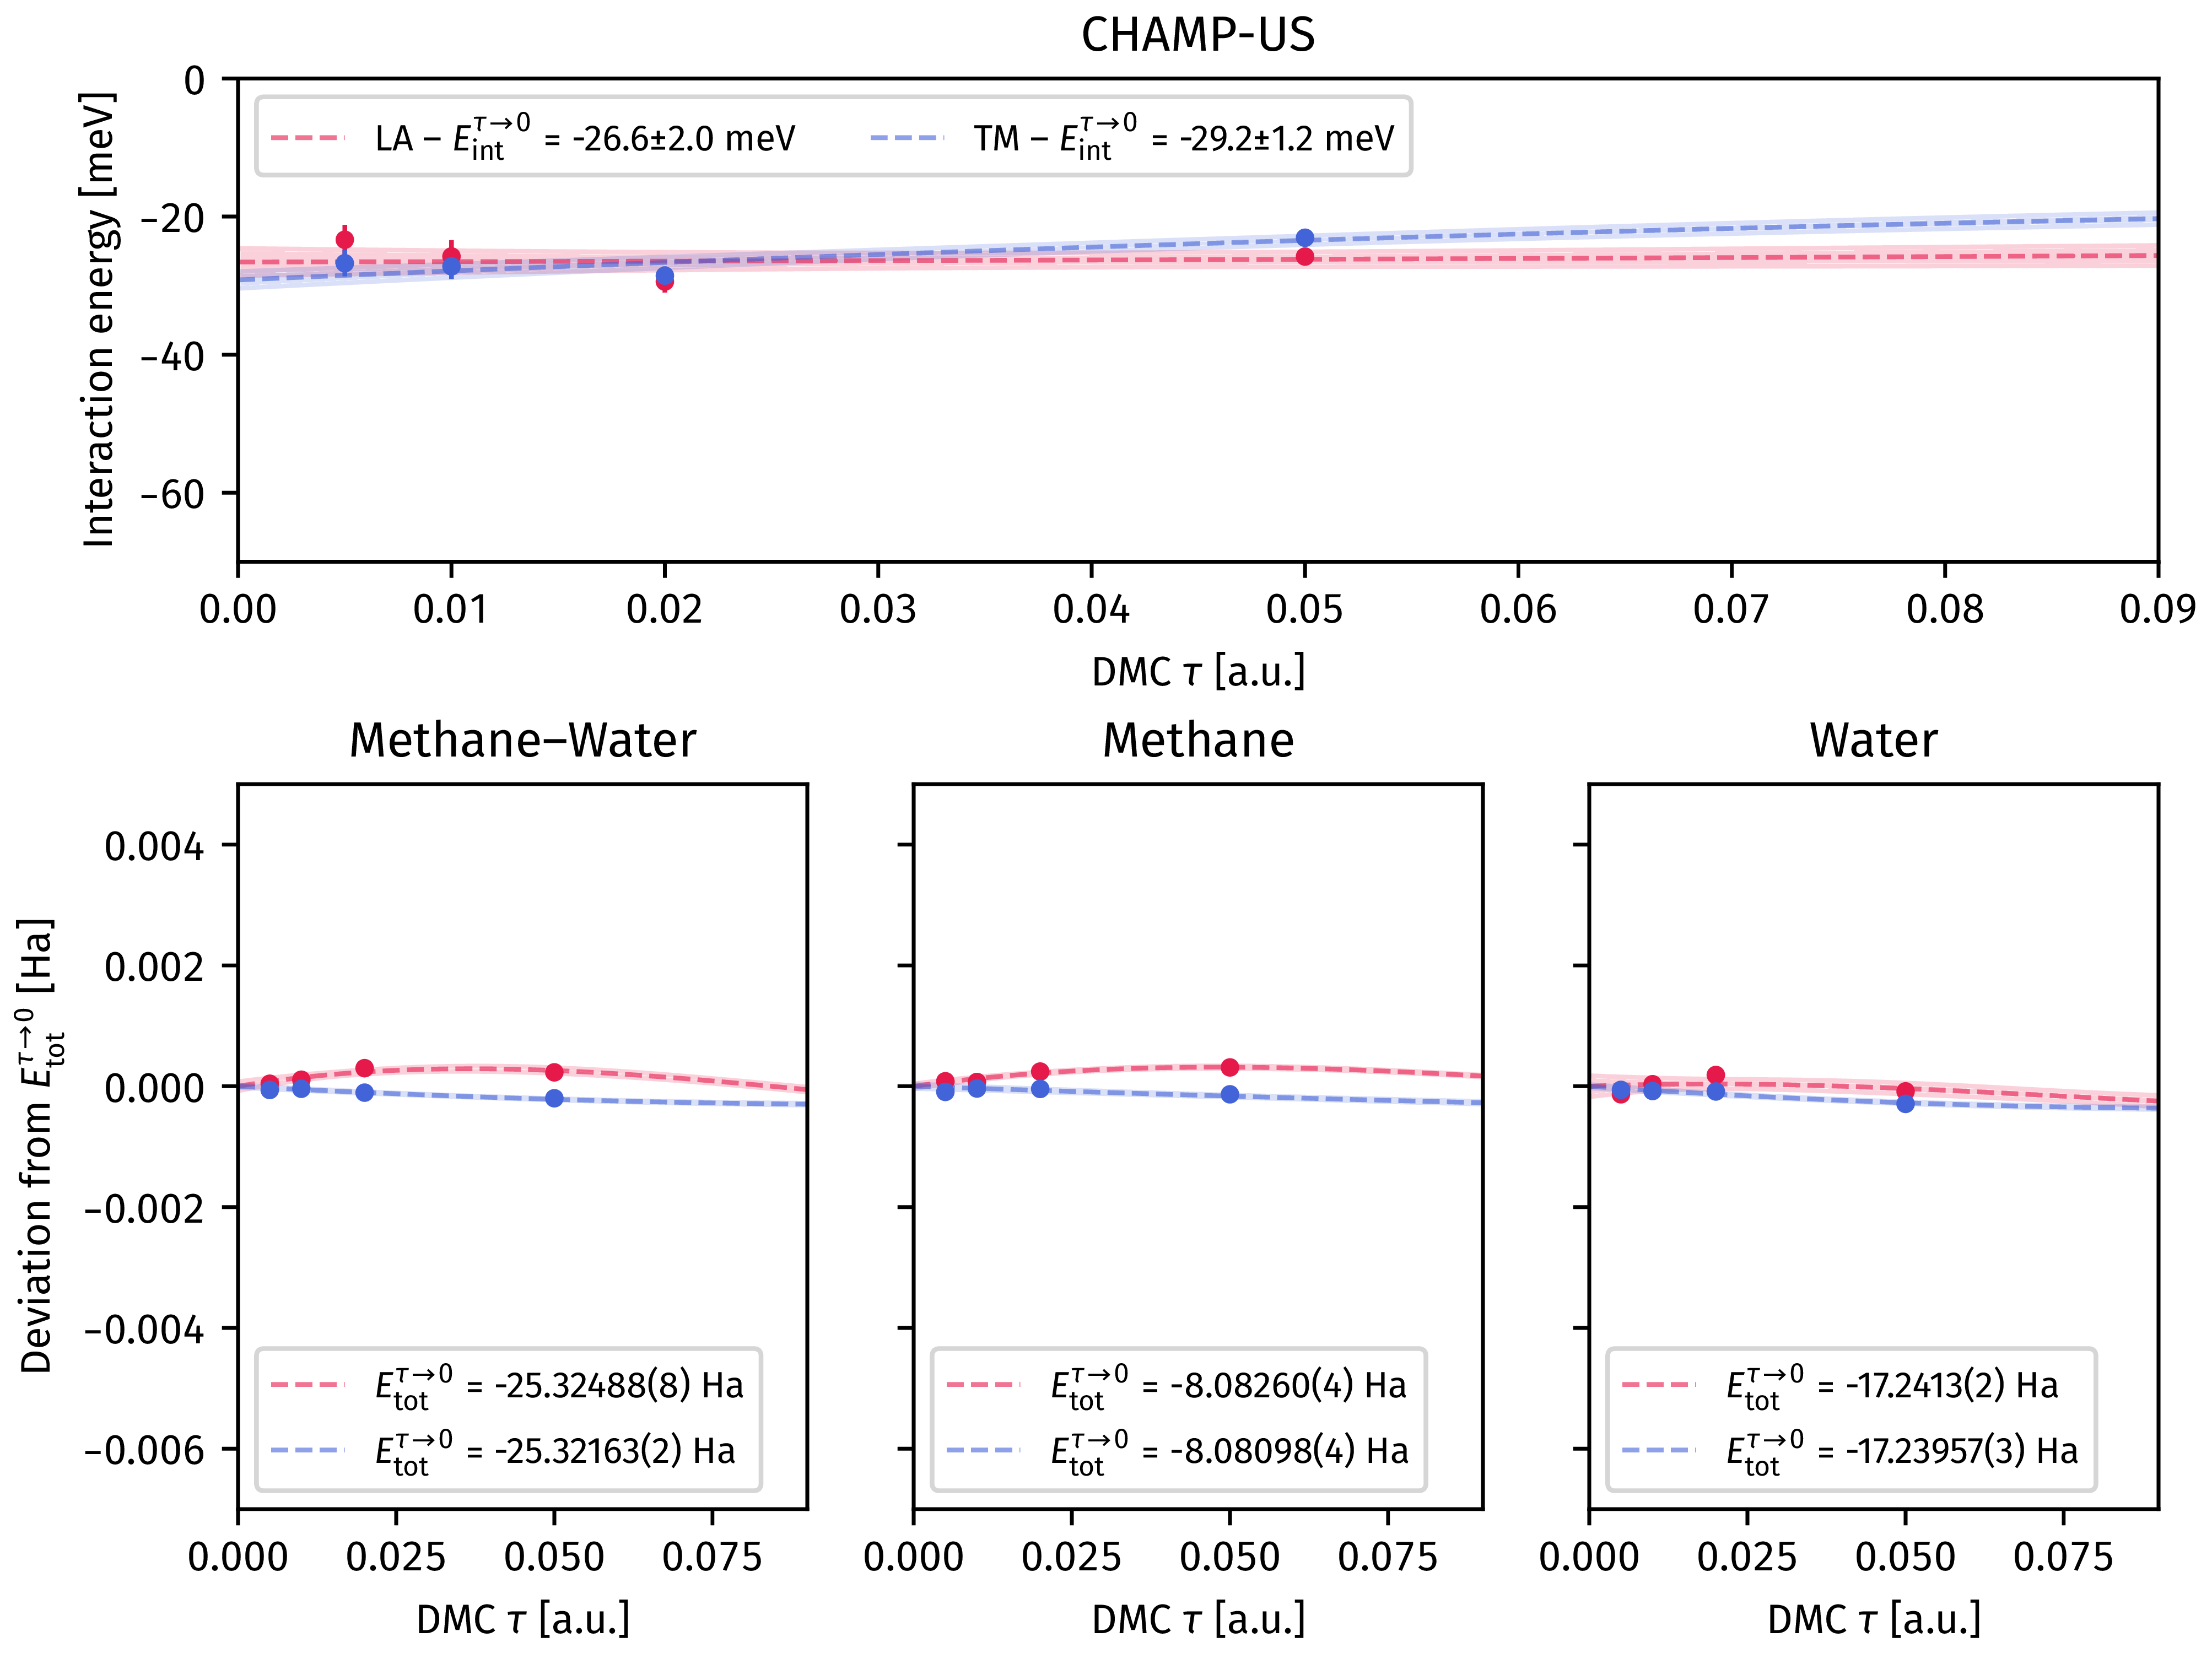 CHAMP-US
Interaction energy [meV]
0
−20
−40
−60
LA – E_int^{τ→0} = -26.6±2.0 meV
TM – E_int^{τ→0} = -29.2±1.2 meV
0.00 0.01 0.02 0.03 0.04 0.05 0.06 0.07 0.08 0.09
DMC τ [a.u.]
Methane–Water
Methane
Water
Deviation from E_tot^{τ→0} [Ha]
0.004
0.002
0.000
−0.002
−0.004
−0.006
E_tot^{τ→0} = -25.32488(8) Ha
E_tot^{τ→0} = -25.32163(2) Ha
0.000 0.025 0.050 0.075
DMC τ [a.u.]
E_tot^{τ→0} = -8.08260(4) Ha
E_tot^{τ→0} = -8.08098(4) Ha
0.000 0.025 0.050 0.075
DMC τ [a.u.]
E_tot^{τ→0} = -17.2413(2) Ha
E_tot^{τ→0} = -17.23957(3) Ha
0.000 0.025 0.050 0.075
DMC τ [a.u.]